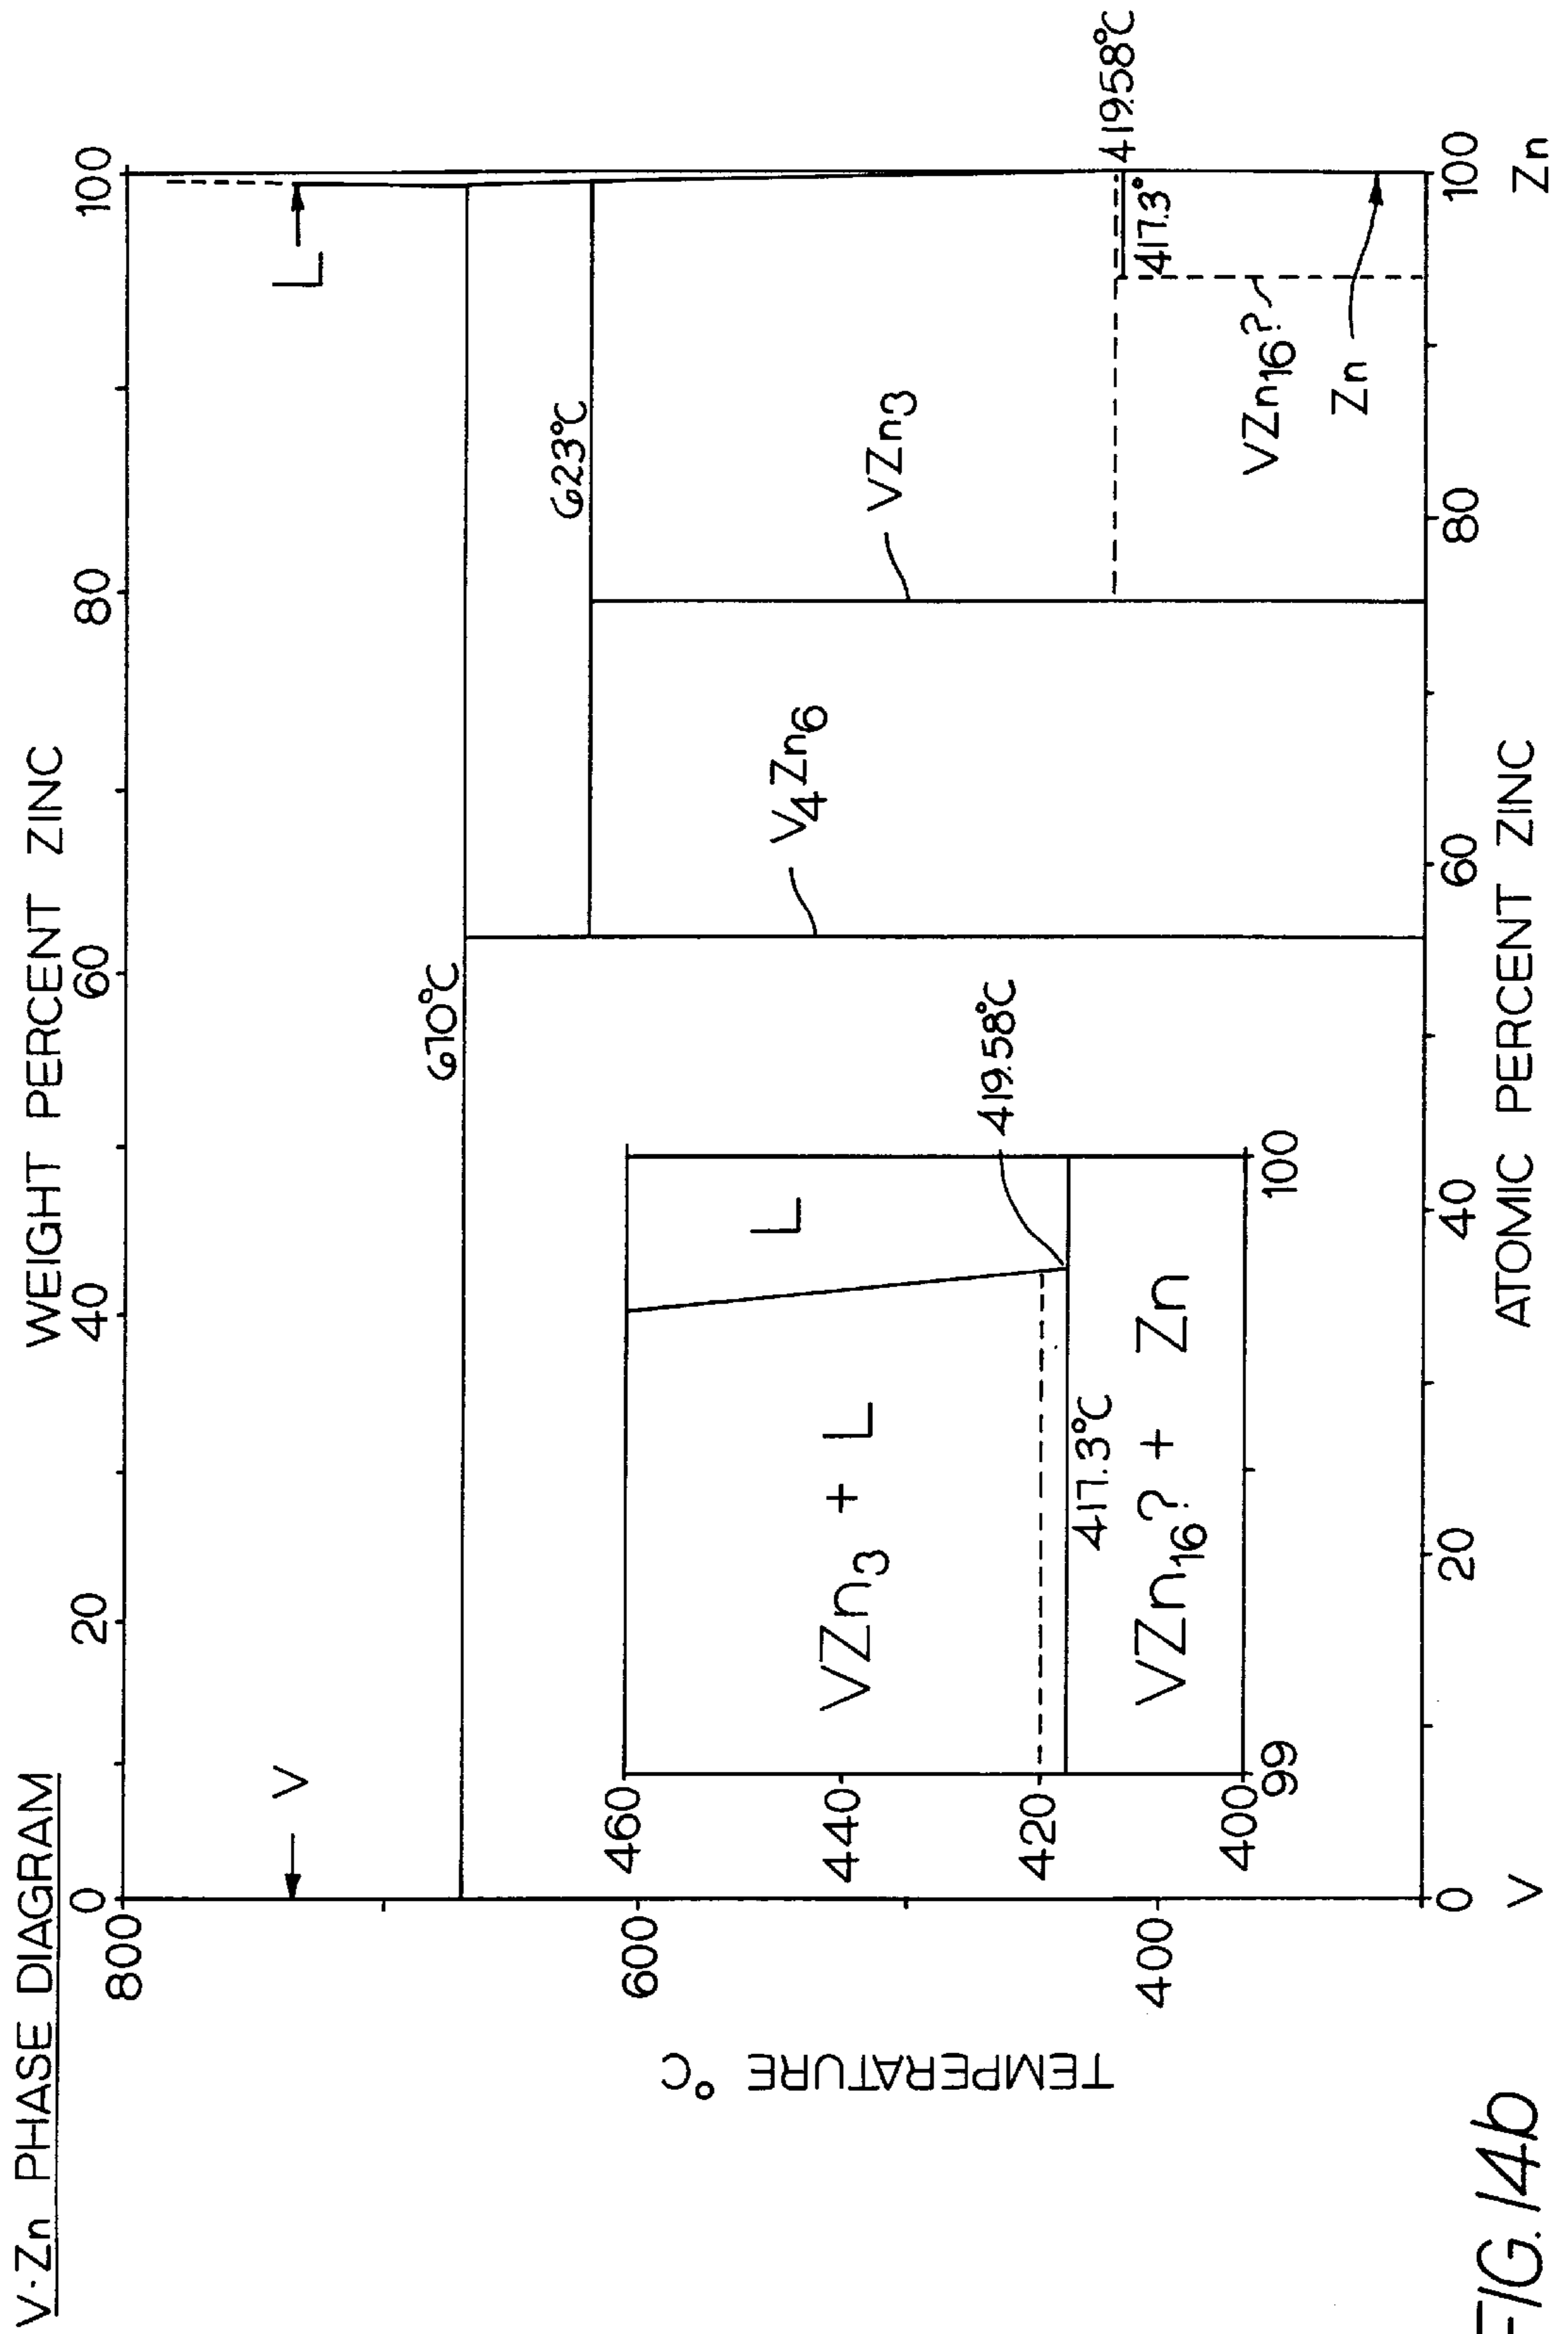 V-Zn PHASE DIAGRAM
WEIGHT PERCENT ZINC
0 20 40 60 80 100
800
600
400
TEMPERATURE °C
V
L
670°C
623°C
V4Zn6
VZn3
419.58°C
417.3°
VZn16?
Zn
460
440
420
400
VZn3 + L
L
419.58°C
417.3°C
VZn16? + Zn
99 100
0 20 40 60 80 100
V
ATOMIC PERCENT ZINC
Zn
FIG. 14b